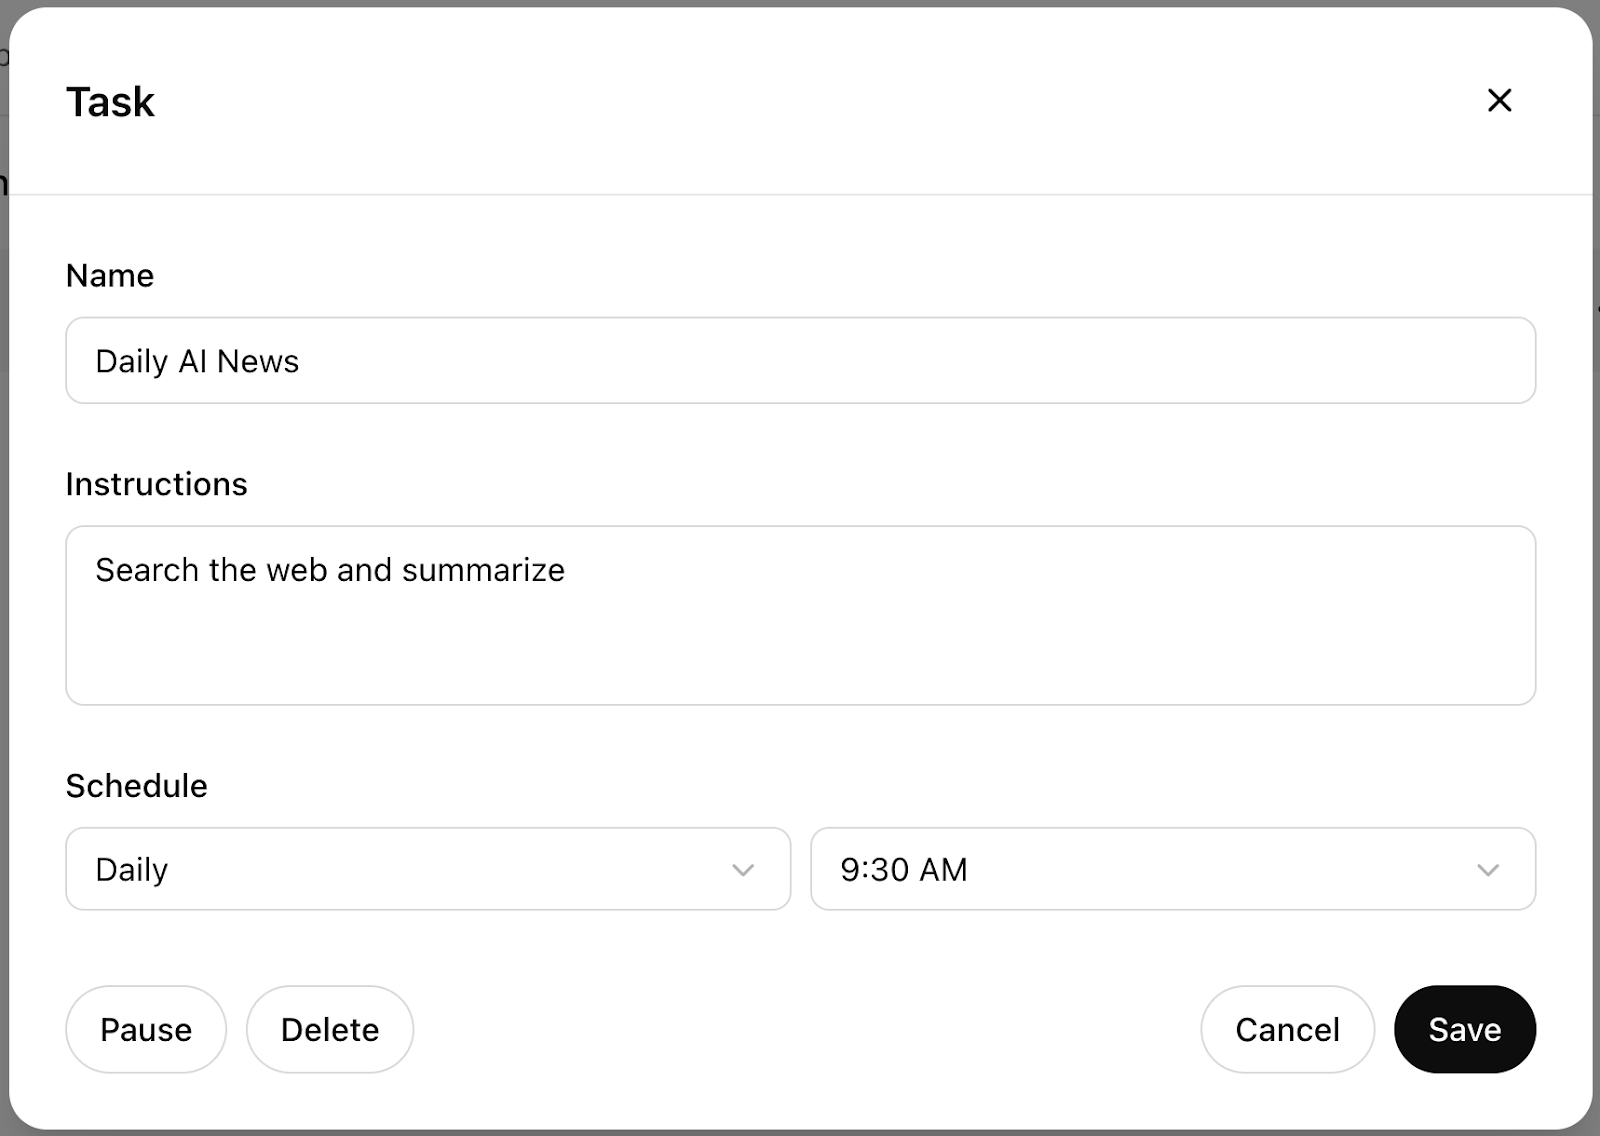 Task
Name
Daily AI News
Instructions
Search the web and summarize
Schedule
Daily
9:30 AM
Pause
Delete
Cancel
Save